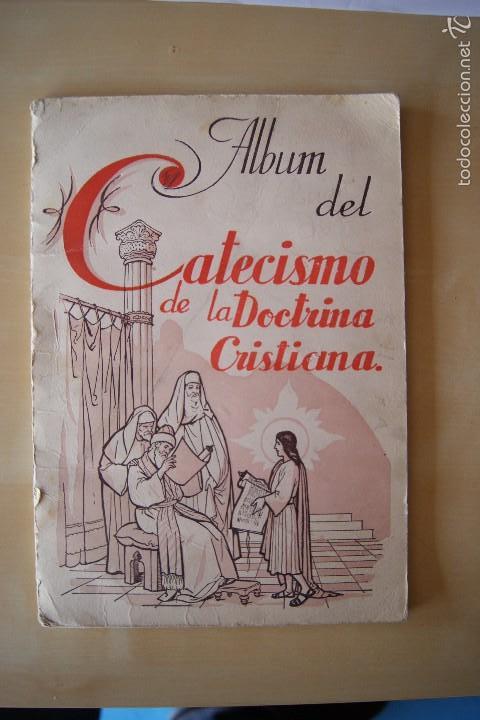 Album
del
Catecismo
de la Doctrina
Cristiana.
todocoleccion.net